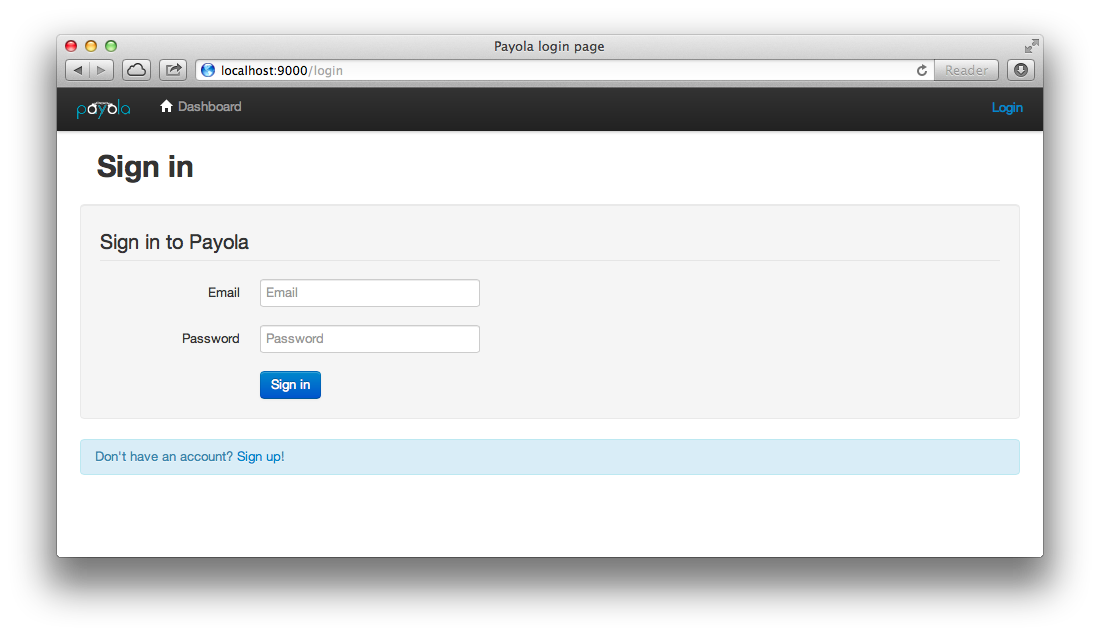 Payola login page
localhost:9000/login Reader
payola Dashboard Login
Sign in
Sign in to Payola
Email Email
Password Password
Sign in
Don't have an account? Sign up!